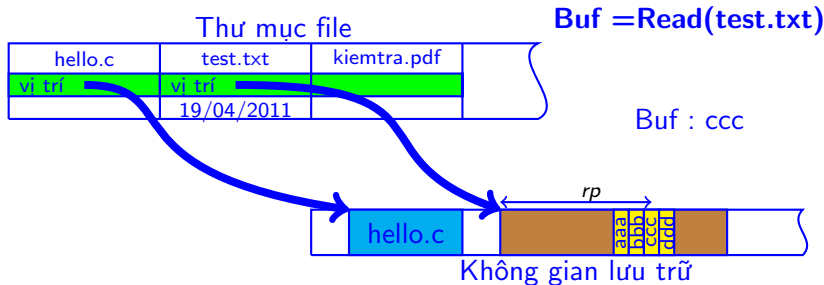 Buf =Read(test.txt)
Thư mục file
hello.c test.txt kiemtra.pdf
vị trí vị trí
19/04/2011
Buf : ccc
rp
hello.c aaa bbb ccc ddd
Không gian lưu trữ